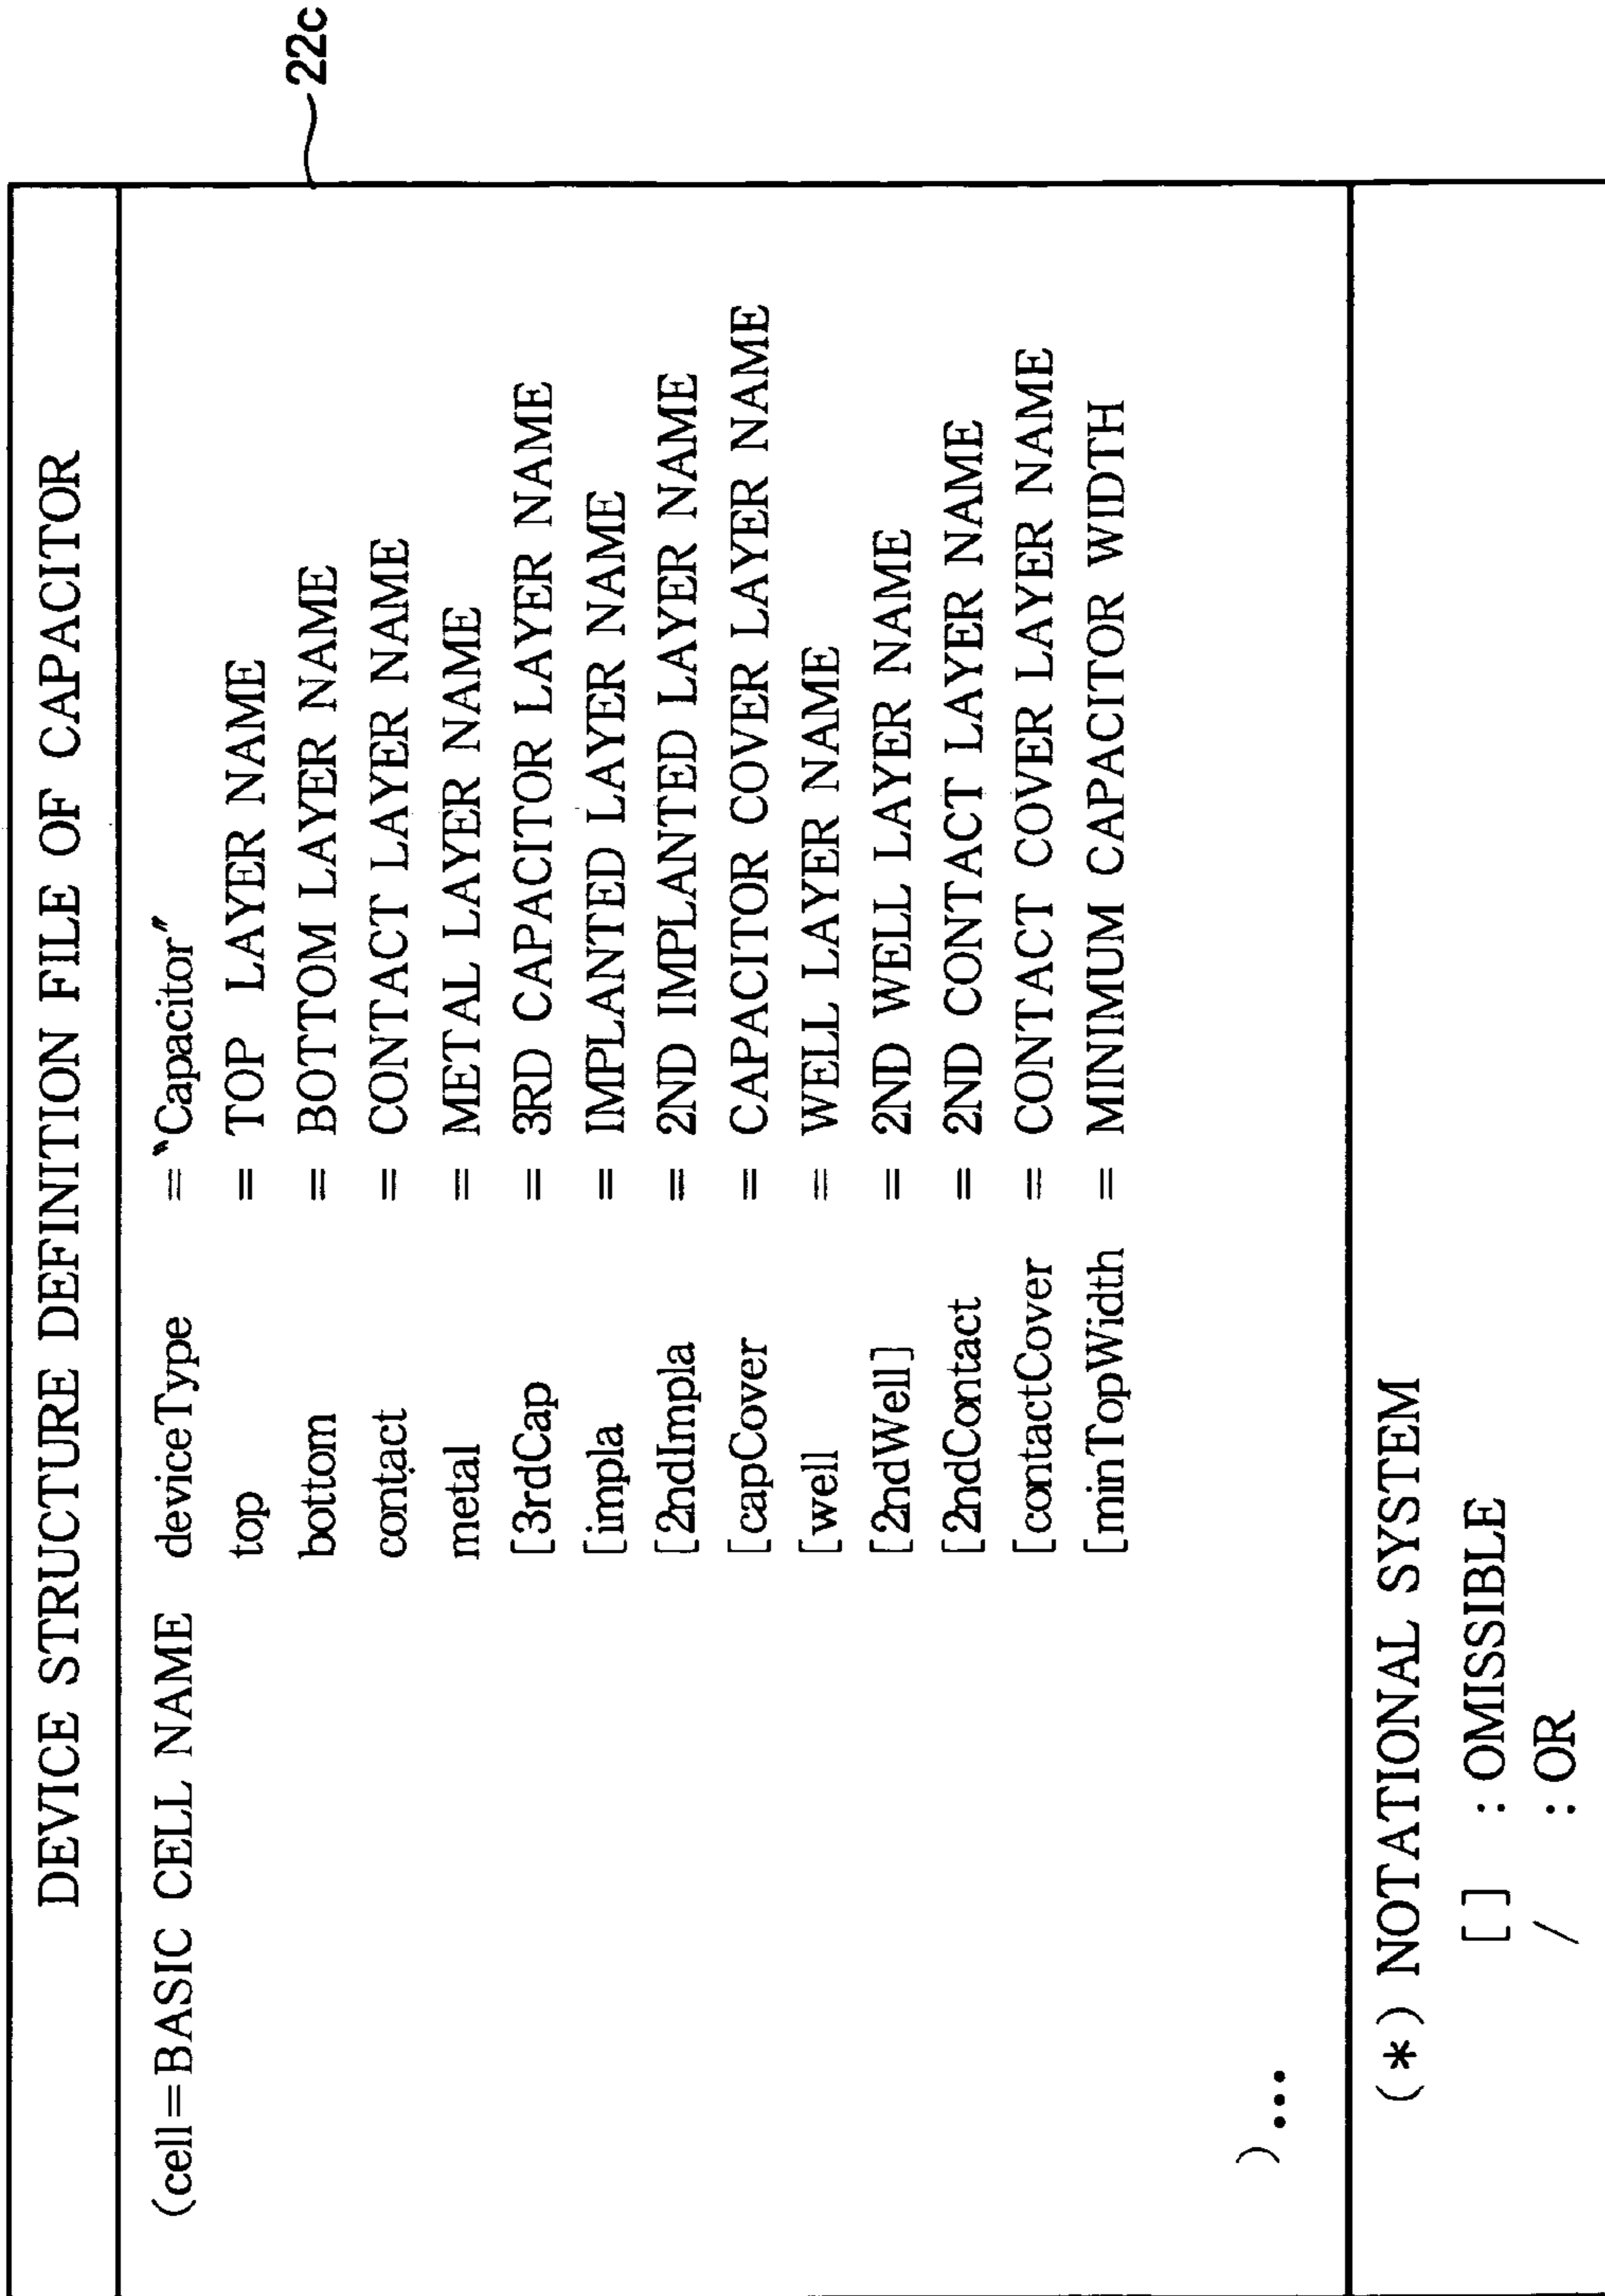 DEVICE STRUCTURE DEFINITION FILE OF CAPACITOR
22c
(cell=BASIC CELL NAME deviceType ="Capacitor"
top = TOP LAYER NAME
bottom = BOTTOM LAYER NAME
contact = CONTACT LAYER NAME
metal = METAL LAYER NAME
[3rdCap = 3RD CAPACITOR LAYER NAME
[impla = IMPLANTED LAYER NAME
[2ndImpla = 2ND IMPLANTED LAYER NAME
[capCover = CAPACITOR COVER LAYER NAME
[well = WELL LAYER NAME
[2ndWell] = 2ND WELL LAYER NAME
[2ndContact = 2ND CONTACT LAYER NAME
[contactCover = CONTACT COVER LAYER NAME
[minTopWidth = MINIMUM CAPACITOR WIDTH
)...
(*) NOTATIONAL SYSTEM
[ ] : OMISSIBLE
/ : OR